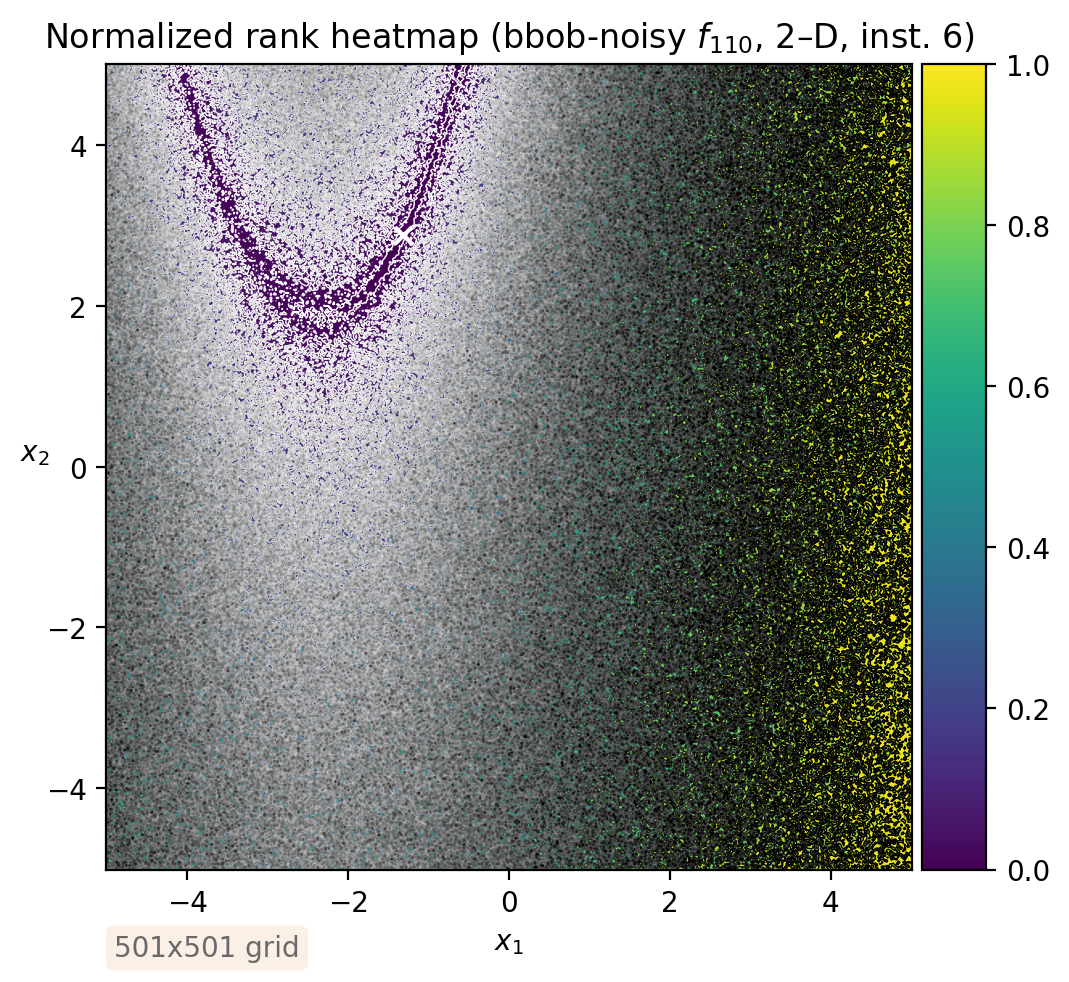 Normalized rank heatmap (bbob-noisy f₁₁₀, 2–D, inst. 6)
1.0
0.8
0.6
0.4
0.2
0.0
4
2
0
−2
−4
x₂
−4 −2 0 2 4
x₁
501x501 grid